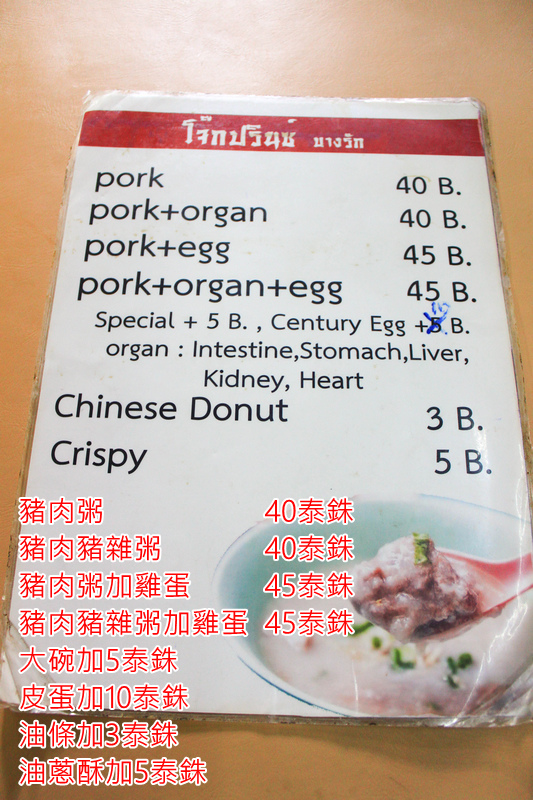 โจ๊กปรินซ์ บางรัก
pork 40 B.
pork+organ 40 B.
pork+egg 45 B.
pork+organ+egg 45 B.
Special + 5 B. , Century Egg + B.
organ : Intestine,Stomach,Liver,
Kidney, Heart
Chinese Donut 3 B.
Crispy 5 B.
豬肉粥 40泰銖
豬肉豬雜粥 40泰銖
豬肉粥加雞蛋 45泰銖
豬肉豬雜粥加雞蛋 45泰銖
大碗加5泰銖
皮蛋加10泰銖
油條加3泰銖
油蔥酥加5泰銖